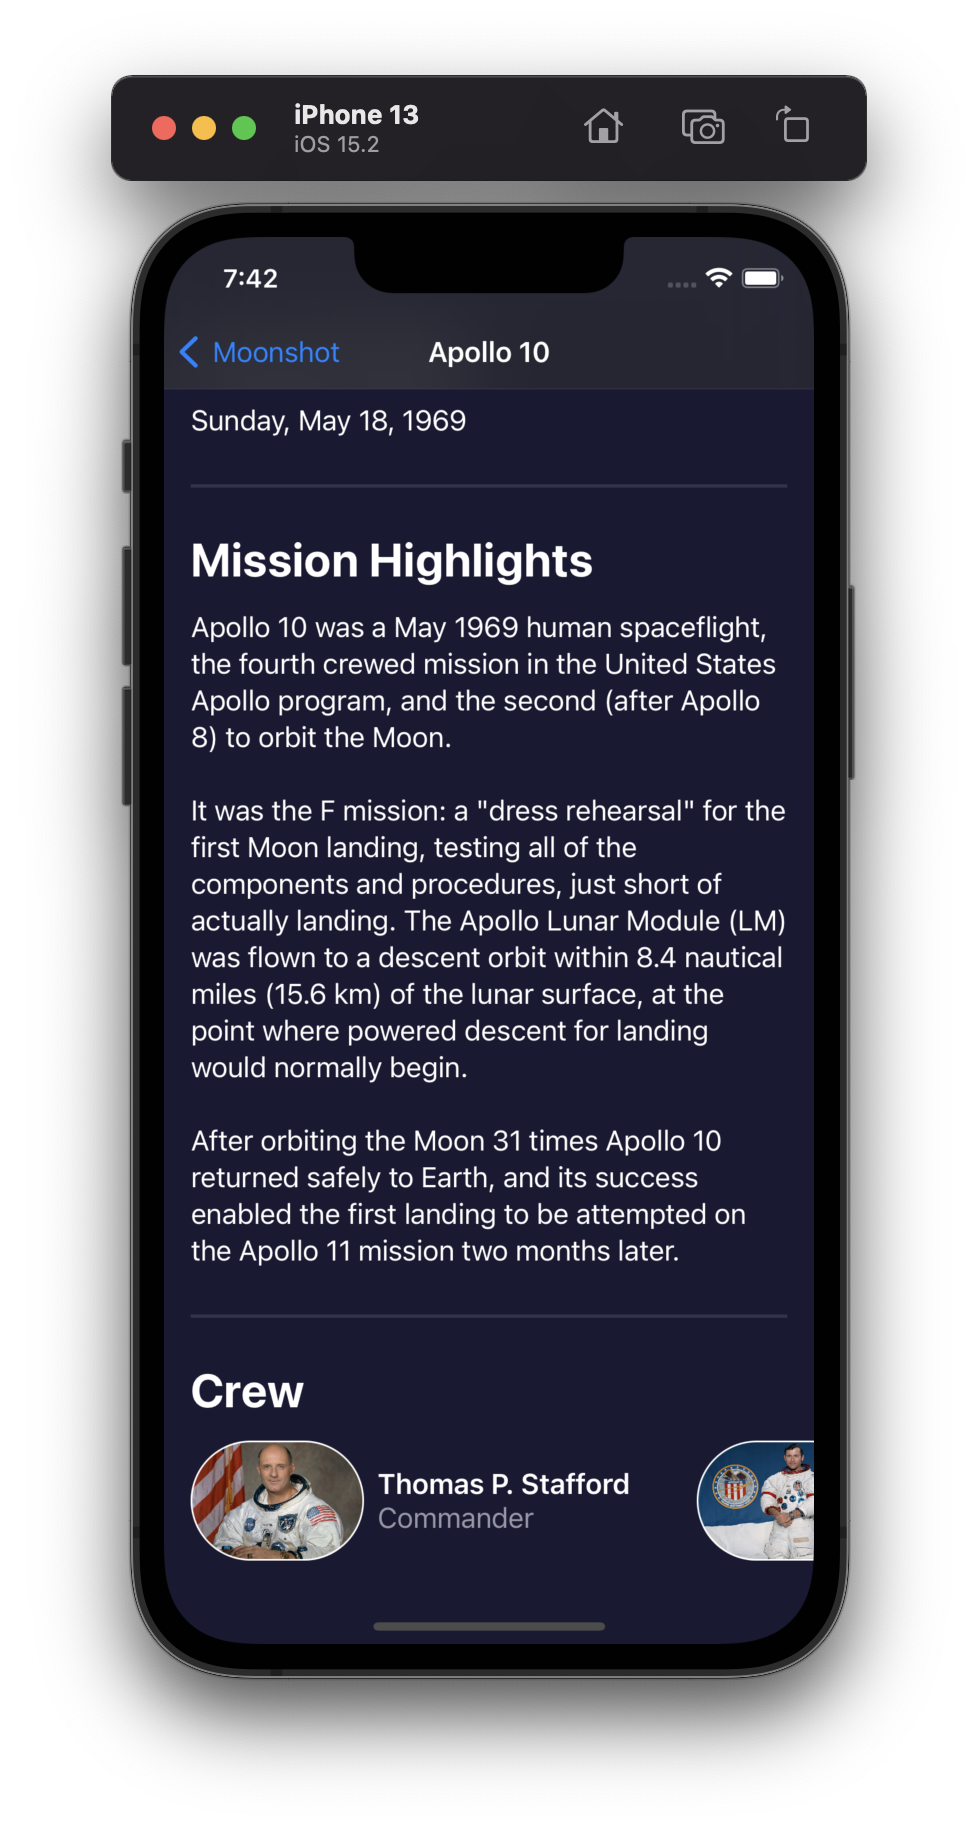 iPhone 13
iOS 15.2
7:42
Moonshot
Apollo 10
Sunday, May 18, 1969
Mission Highlights
Apollo 10 was a May 1969 human spaceflight,
the fourth crewed mission in the United States
Apollo program, and the second (after Apollo
8) to orbit the Moon.
It was the F mission: a "dress rehearsal" for the
first Moon landing, testing all of the
components and procedures, just short of
actually landing. The Apollo Lunar Module (LM)
was flown to a descent orbit within 8.4 nautical
miles (15.6 km) of the lunar surface, at the
point where powered descent for landing
would normally begin.
After orbiting the Moon 31 times Apollo 10
returned safely to Earth, and its success
enabled the first landing to be attempted on
the Apollo 11 mission two months later.
Crew
Thomas P. Stafford
Commander